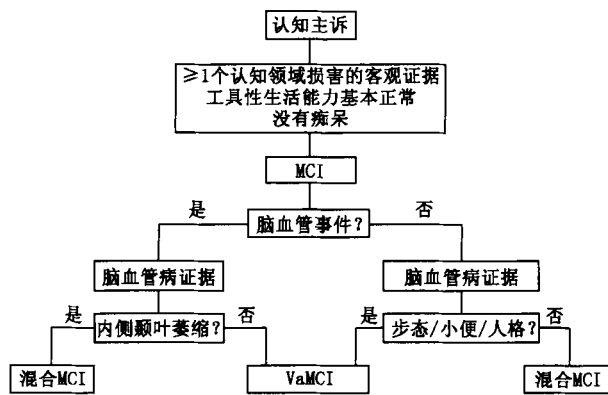 认知主诉
≥1个认知领域损害的客观证据
工具性生活能力基本正常
没有痴呆
MCI
是
否
脑血管事件?
脑血管病证据
脑血管病证据
是
内侧颞叶萎缩?
否
是
步态/小便/人格?
否
混合MCI
VaMCI
混合MCI